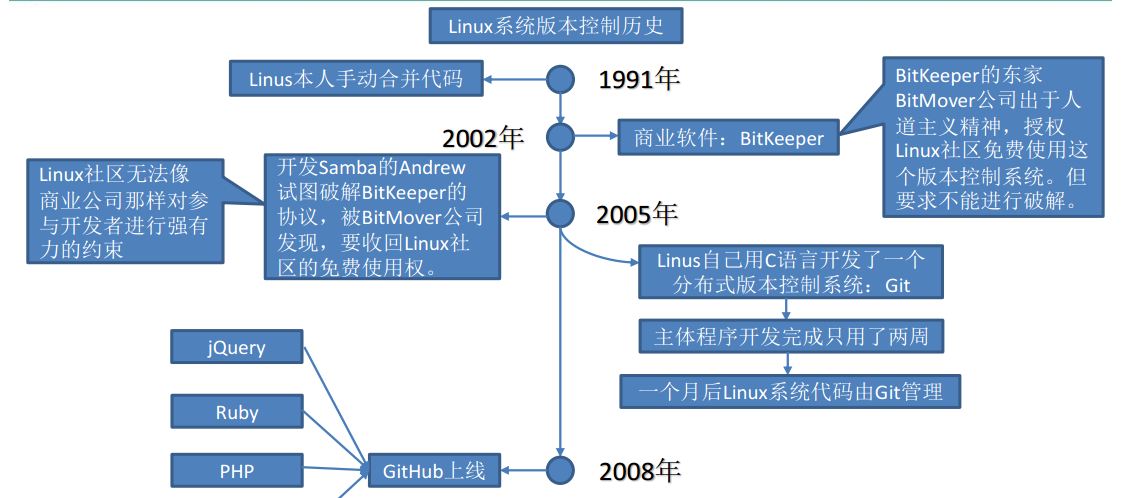 Linux系统版本控制历史
Linus本人手动合并代码
1991年
2002年
商业软件：BitKeeper
BitKeeper的东家
BitMover公司出于人
道主义精神，授权
Linux社区免费使用这
个版本控制系统。但
要求不能进行破解。
Linux社区无法像
商业公司那样对参
与开发者进行强有
力的约束
开发Samba的Andrew
试图破解BitKeeper的
协议，被BitMover公司
发现，要收回Linux社
区的免费使用权。
2005年
Linus自己用C语言开发了一个
分布式版本控制系统：Git
主体程序开发完成只用了两周
一个月后Linux系统代码由Git管理
jQuery
Ruby
PHP
GitHub上线
2008年